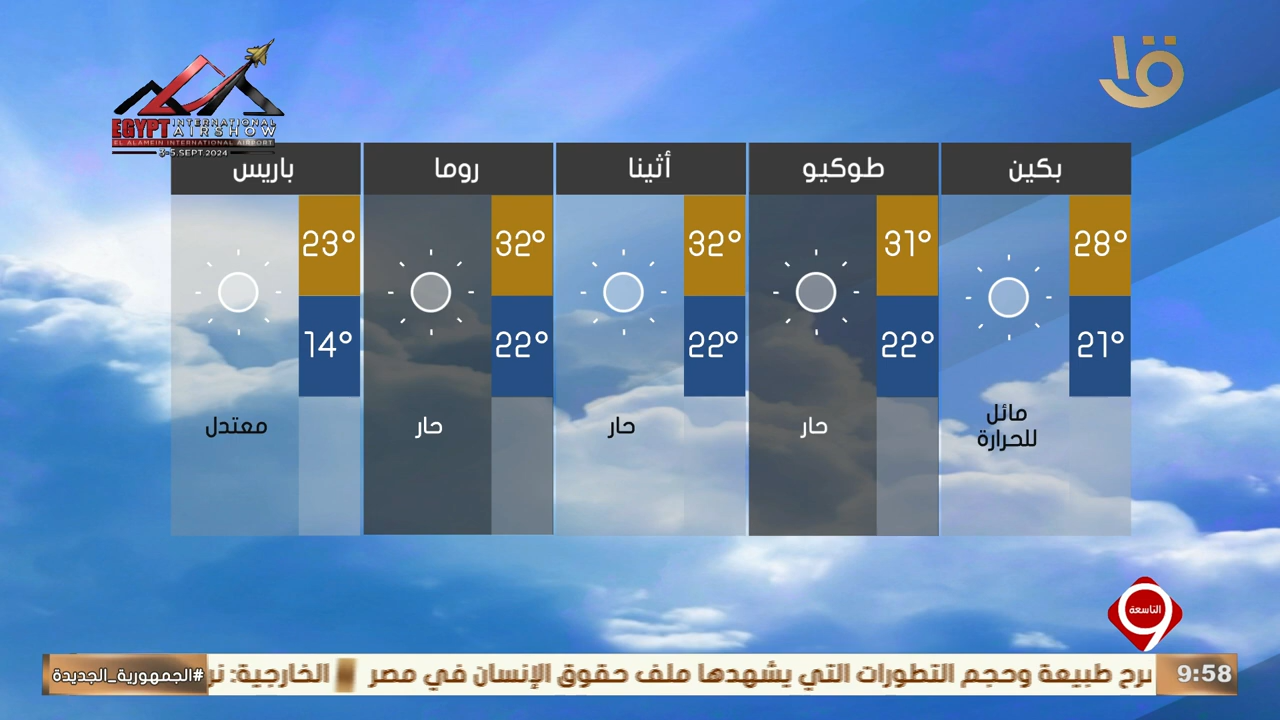 EGYPT INTERNATIONAL
AIRSHOW
EL ALAMEIN INTERNATIONAL AIRPORT
3-5.SEPT.2024
بكين
28°
21°
مائل
للحرارة
طوكيو
31°
22°
حار
أثينا
32°
22°
حار
روما
32°
22°
حار
باريس
23°
14°
معتدل
التاسعة
9
9:58
طبيعة وحجم التطورات التي يشهدها ملف حقوق الإنسان في مصر
الخارجية:
#الجمهورية_الجديدة